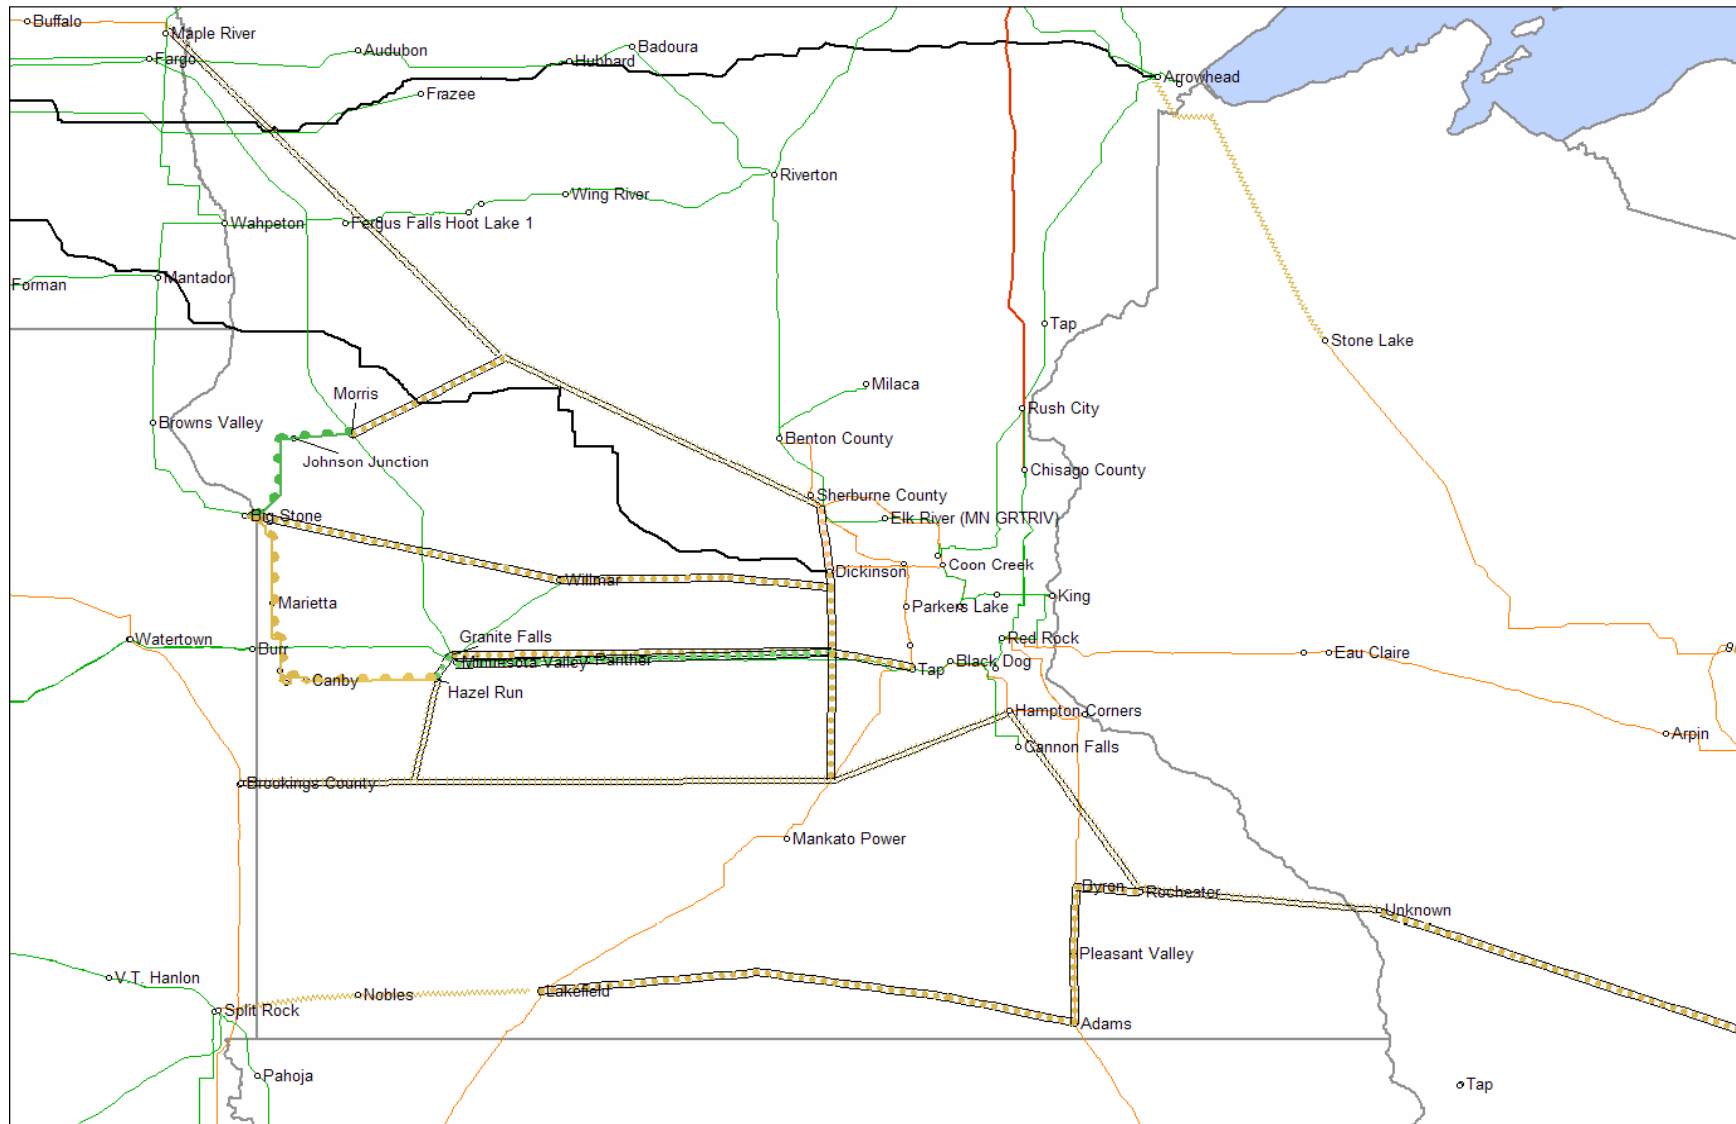 Buffalo
Maple River
Fargo
Audubon
Hubbard
Badoura
Arrowhead
Frazee
Riverton
Wing River
Wahpeton
Fergus Falls Hoot Lake 1
Mantador
Forman
Tap
Stone Lake
Morris
Milaca
Rush City
Browns Valley
Benton County
Johnson Junction
Chisago County
Sherburne County
Big Stone
Elk River (MN GRTRIV)
Willmar
Dickinson
Coon Creek
Marietta
Parkers Lake
King
Watertown
Granite Falls
Red Rock
Burr
Minnesota Valley
Panther
Tap
Black Dog
Eau Claire
Canby
Hazel Run
Hampton Corners
Arpin
Cannon Falls
Brookings County
Mankato Power
Byron
Rochester
Unknown
Pleasant Valley
V.T. Hanlon
Nobles
Lakefield
Split Rock
Adams
Pahoja
Tap